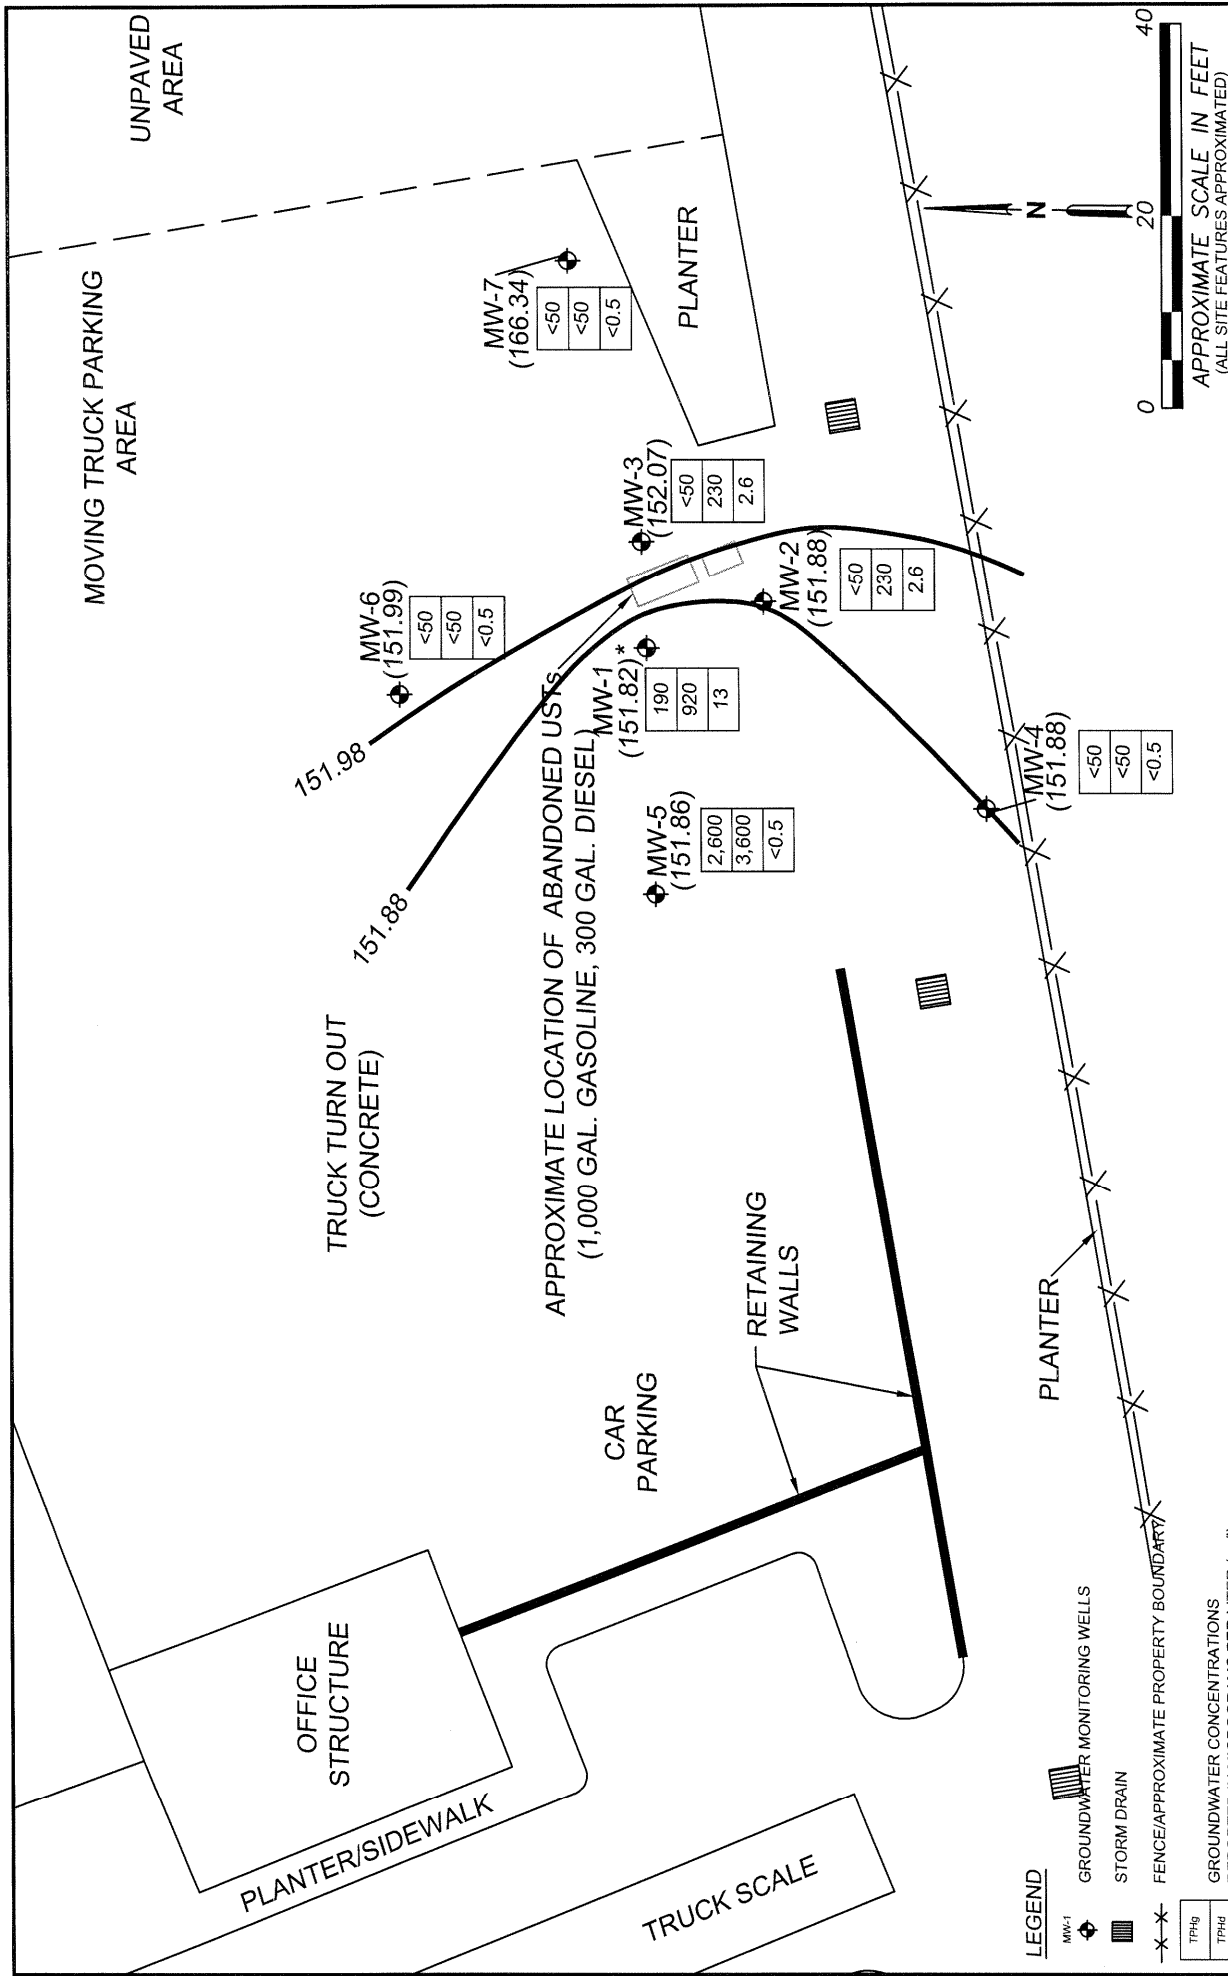 UNPAVED
AREA
MOVING TRUCK PARKING
AREA
MW-7
(166.34)
<50
<50
<0.5
PLANTER
MW-6
(151.99)
<50
<50
<0.5
MW-3
(152.07)
<50
230
2.6
MW-2
(151.88)
<50
230
2.6
MW-1
(151.82)*
190
920
13
MW-5
(151.86)
2,600
3,600
<0.5
MW-4
(151.88)
<50
<50
<0.5
151.98
151.88
APPROXIMATE LOCATION OF ABANDONED USTs
(1,000 GAL. GASOLINE, 300 GAL. DIESEL)
TRUCK TURN OUT
(CONCRETE)
RETAINING
WALLS
CAR
PARKING
PLANTER
OFFICE
STRUCTURE
PLANTER/SIDEWALK
TRUCK SCALE
N
0
20
40
APPROXIMATE SCALE IN FEET
(ALL SITE FEATURES APPROXIMATED)
LEGEND
MW-1
GROUNDWATER MONITORING WELLS
STORM DRAIN
FENCE/APPROXIMATE PROPERTY BOUNDARY
TPHg
TPHd
GROUNDWATER CONCENTRATIONS